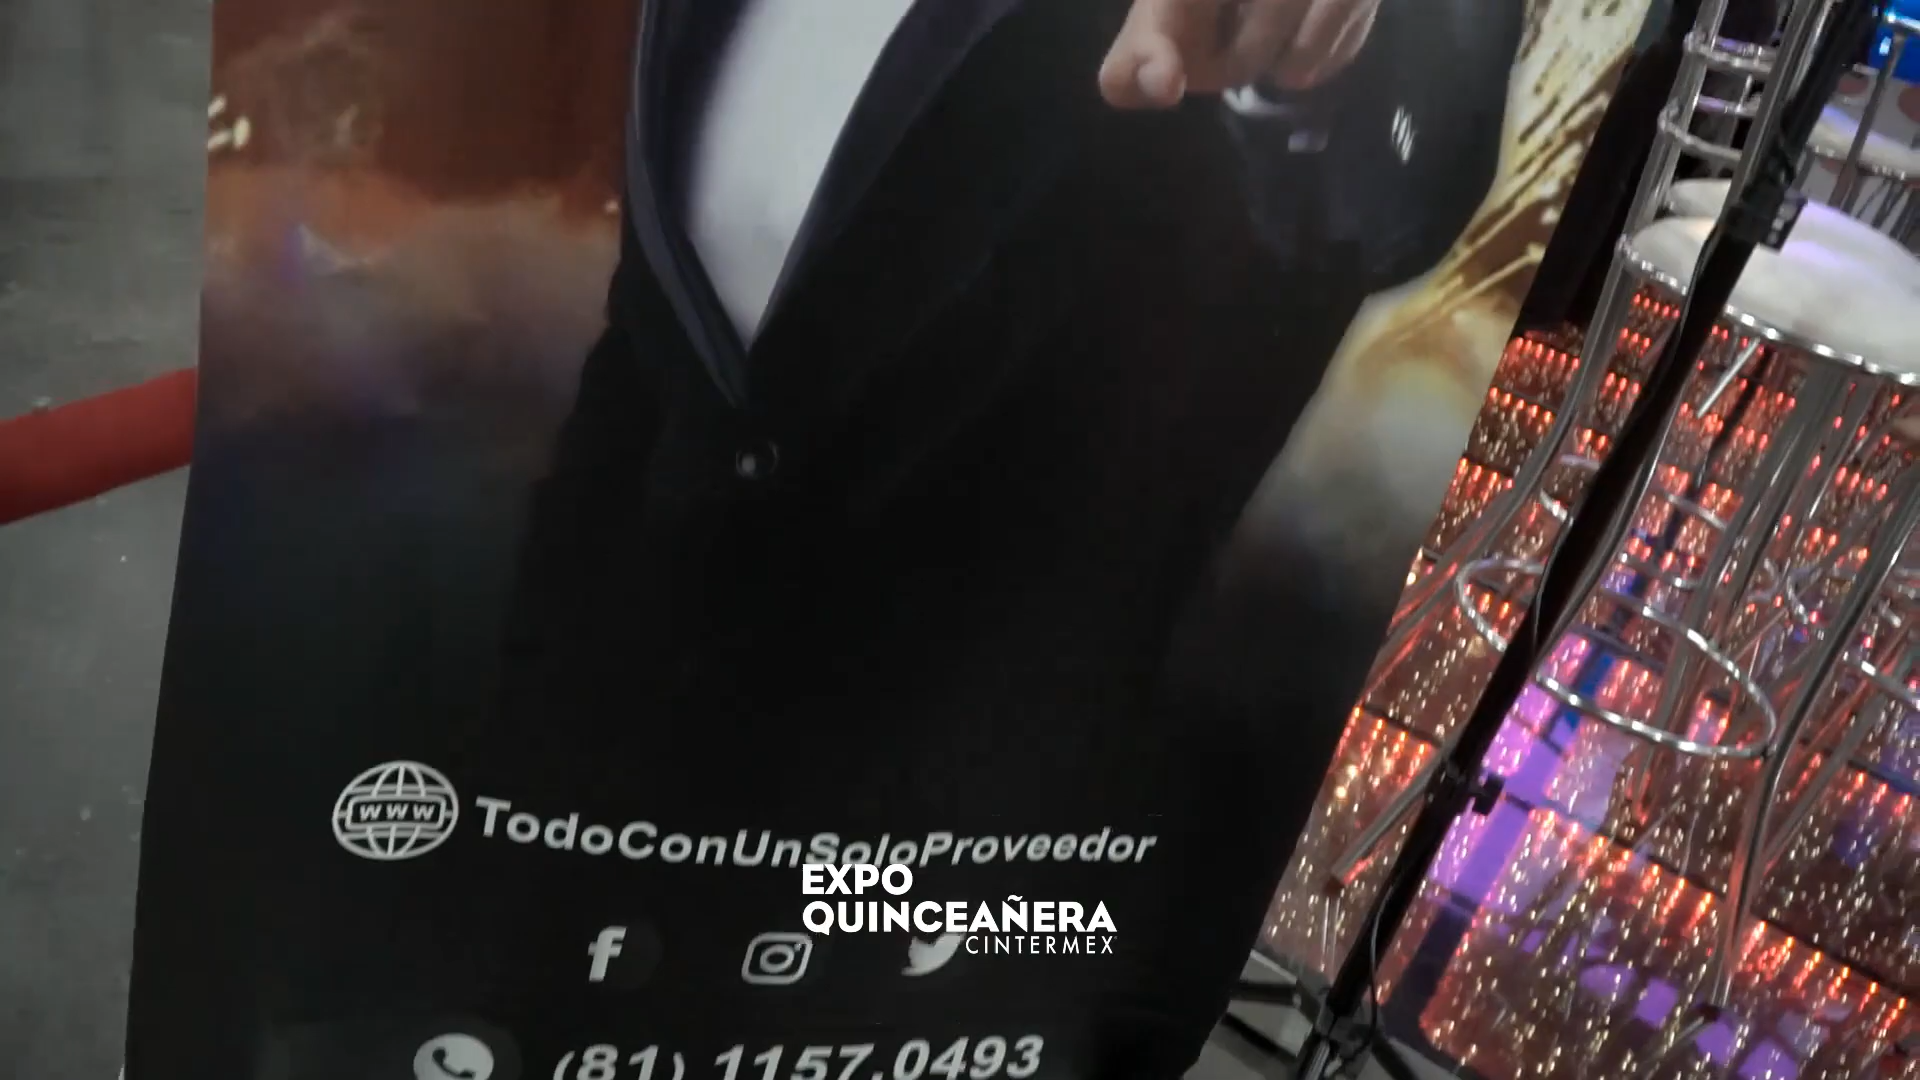 www TodoConUnSoloProveedor
EXPO
QUINCEAÑERA
CINTERMEX
(81) 1157.0493